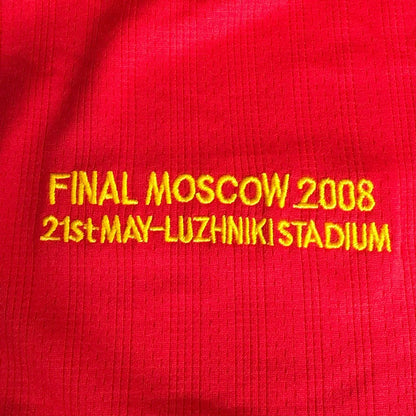 FINAL MOSCOW 2008
21st MAY-LUZHNIKI STADIUM